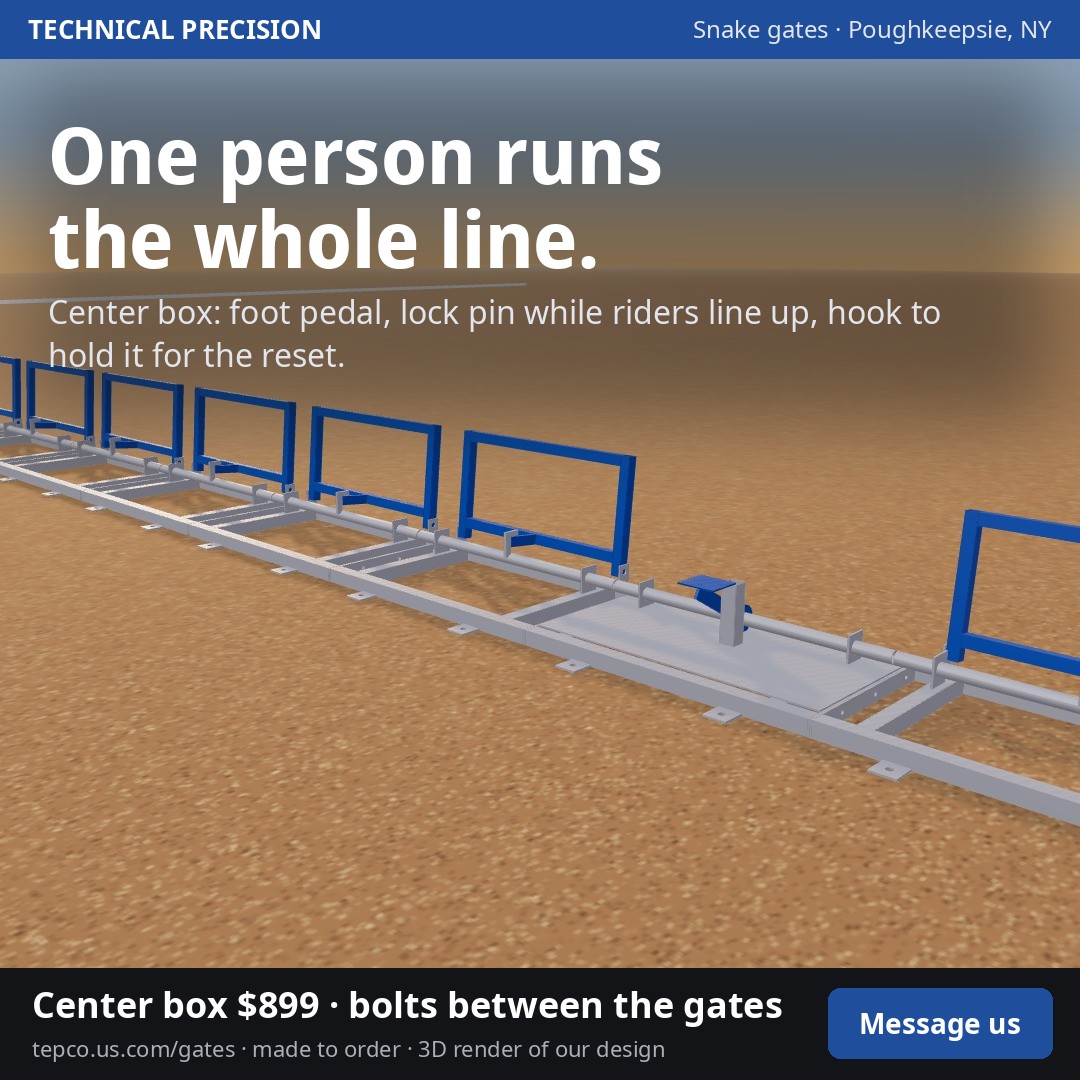 TECHNICAL PRECISION
Snake gates · Poughkeepsie, NY
One person runs
the whole line.
Center box: foot pedal, lock pin while riders line up, hook to
hold it for the reset.
Center box $899 · bolts between the gates
Message us
tepco.us.com/gates · made to order · 3D render of our design